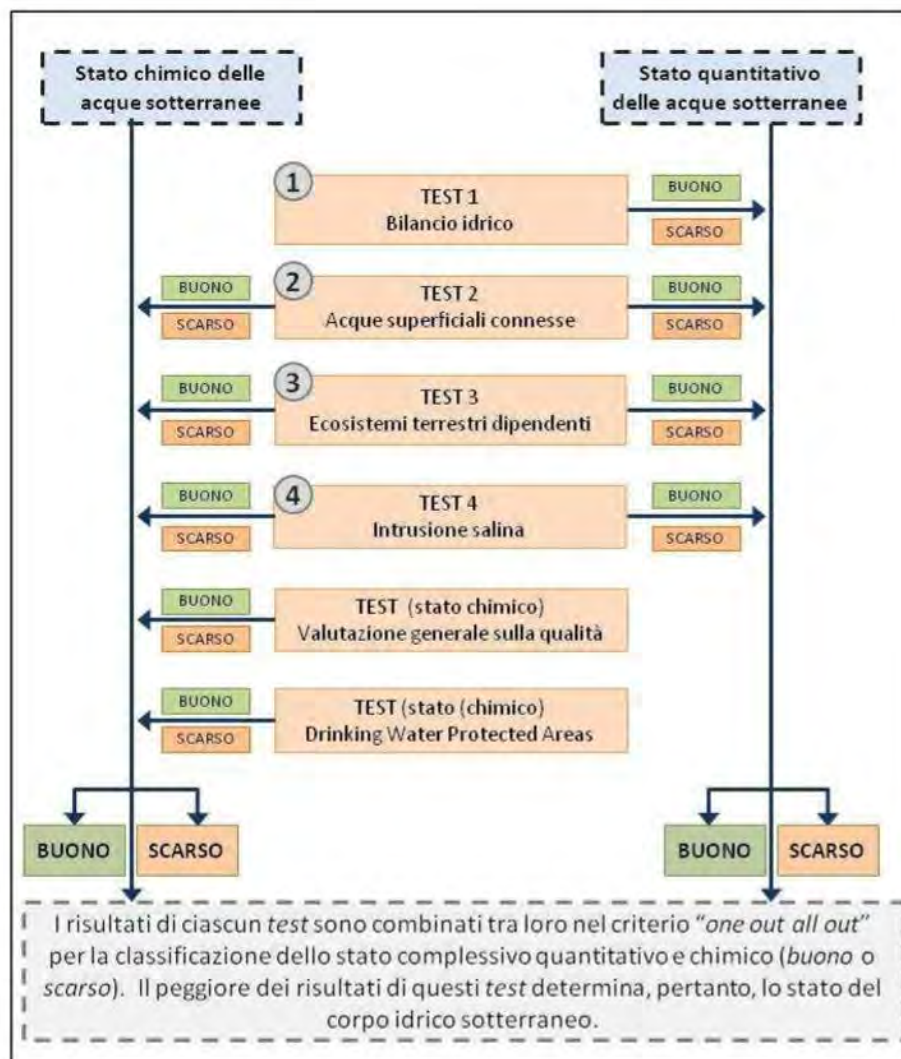 Stato chimico delle
acque sotterranee
Stato quantitativo
delle acque sotterranee
1
TEST 1
Bilancio idrico
BUONO
SCARSO
BUONO
SCARSO
2
TEST 2
Acque superficiali connesse
BUONO
SCARSO
BUONO
SCARSO
3
TEST 3
Ecosistemi terrestri dipendenti
BUONO
SCARSO
BUONO
SCARSO
4
TEST 4
Intrusione salina
BUONO
SCARSO
BUONO
SCARSO
TEST (stato chimico)
Valutazione generale sulla qualità
BUONO
SCARSO
TEST (stato (chimico)
Drinking Water Protected Areas
BUONO
SCARSO
BUONO
SCARSO
I risultati di ciascun test sono combinati tra loro nel criterio "one out all out"
per la classificazione dello stato complessivo quantitativo e chimico (buono o
scarso). Il peggiore dei risultati di questi test determina, pertanto, lo stato del
corpo idrico sotterraneo.